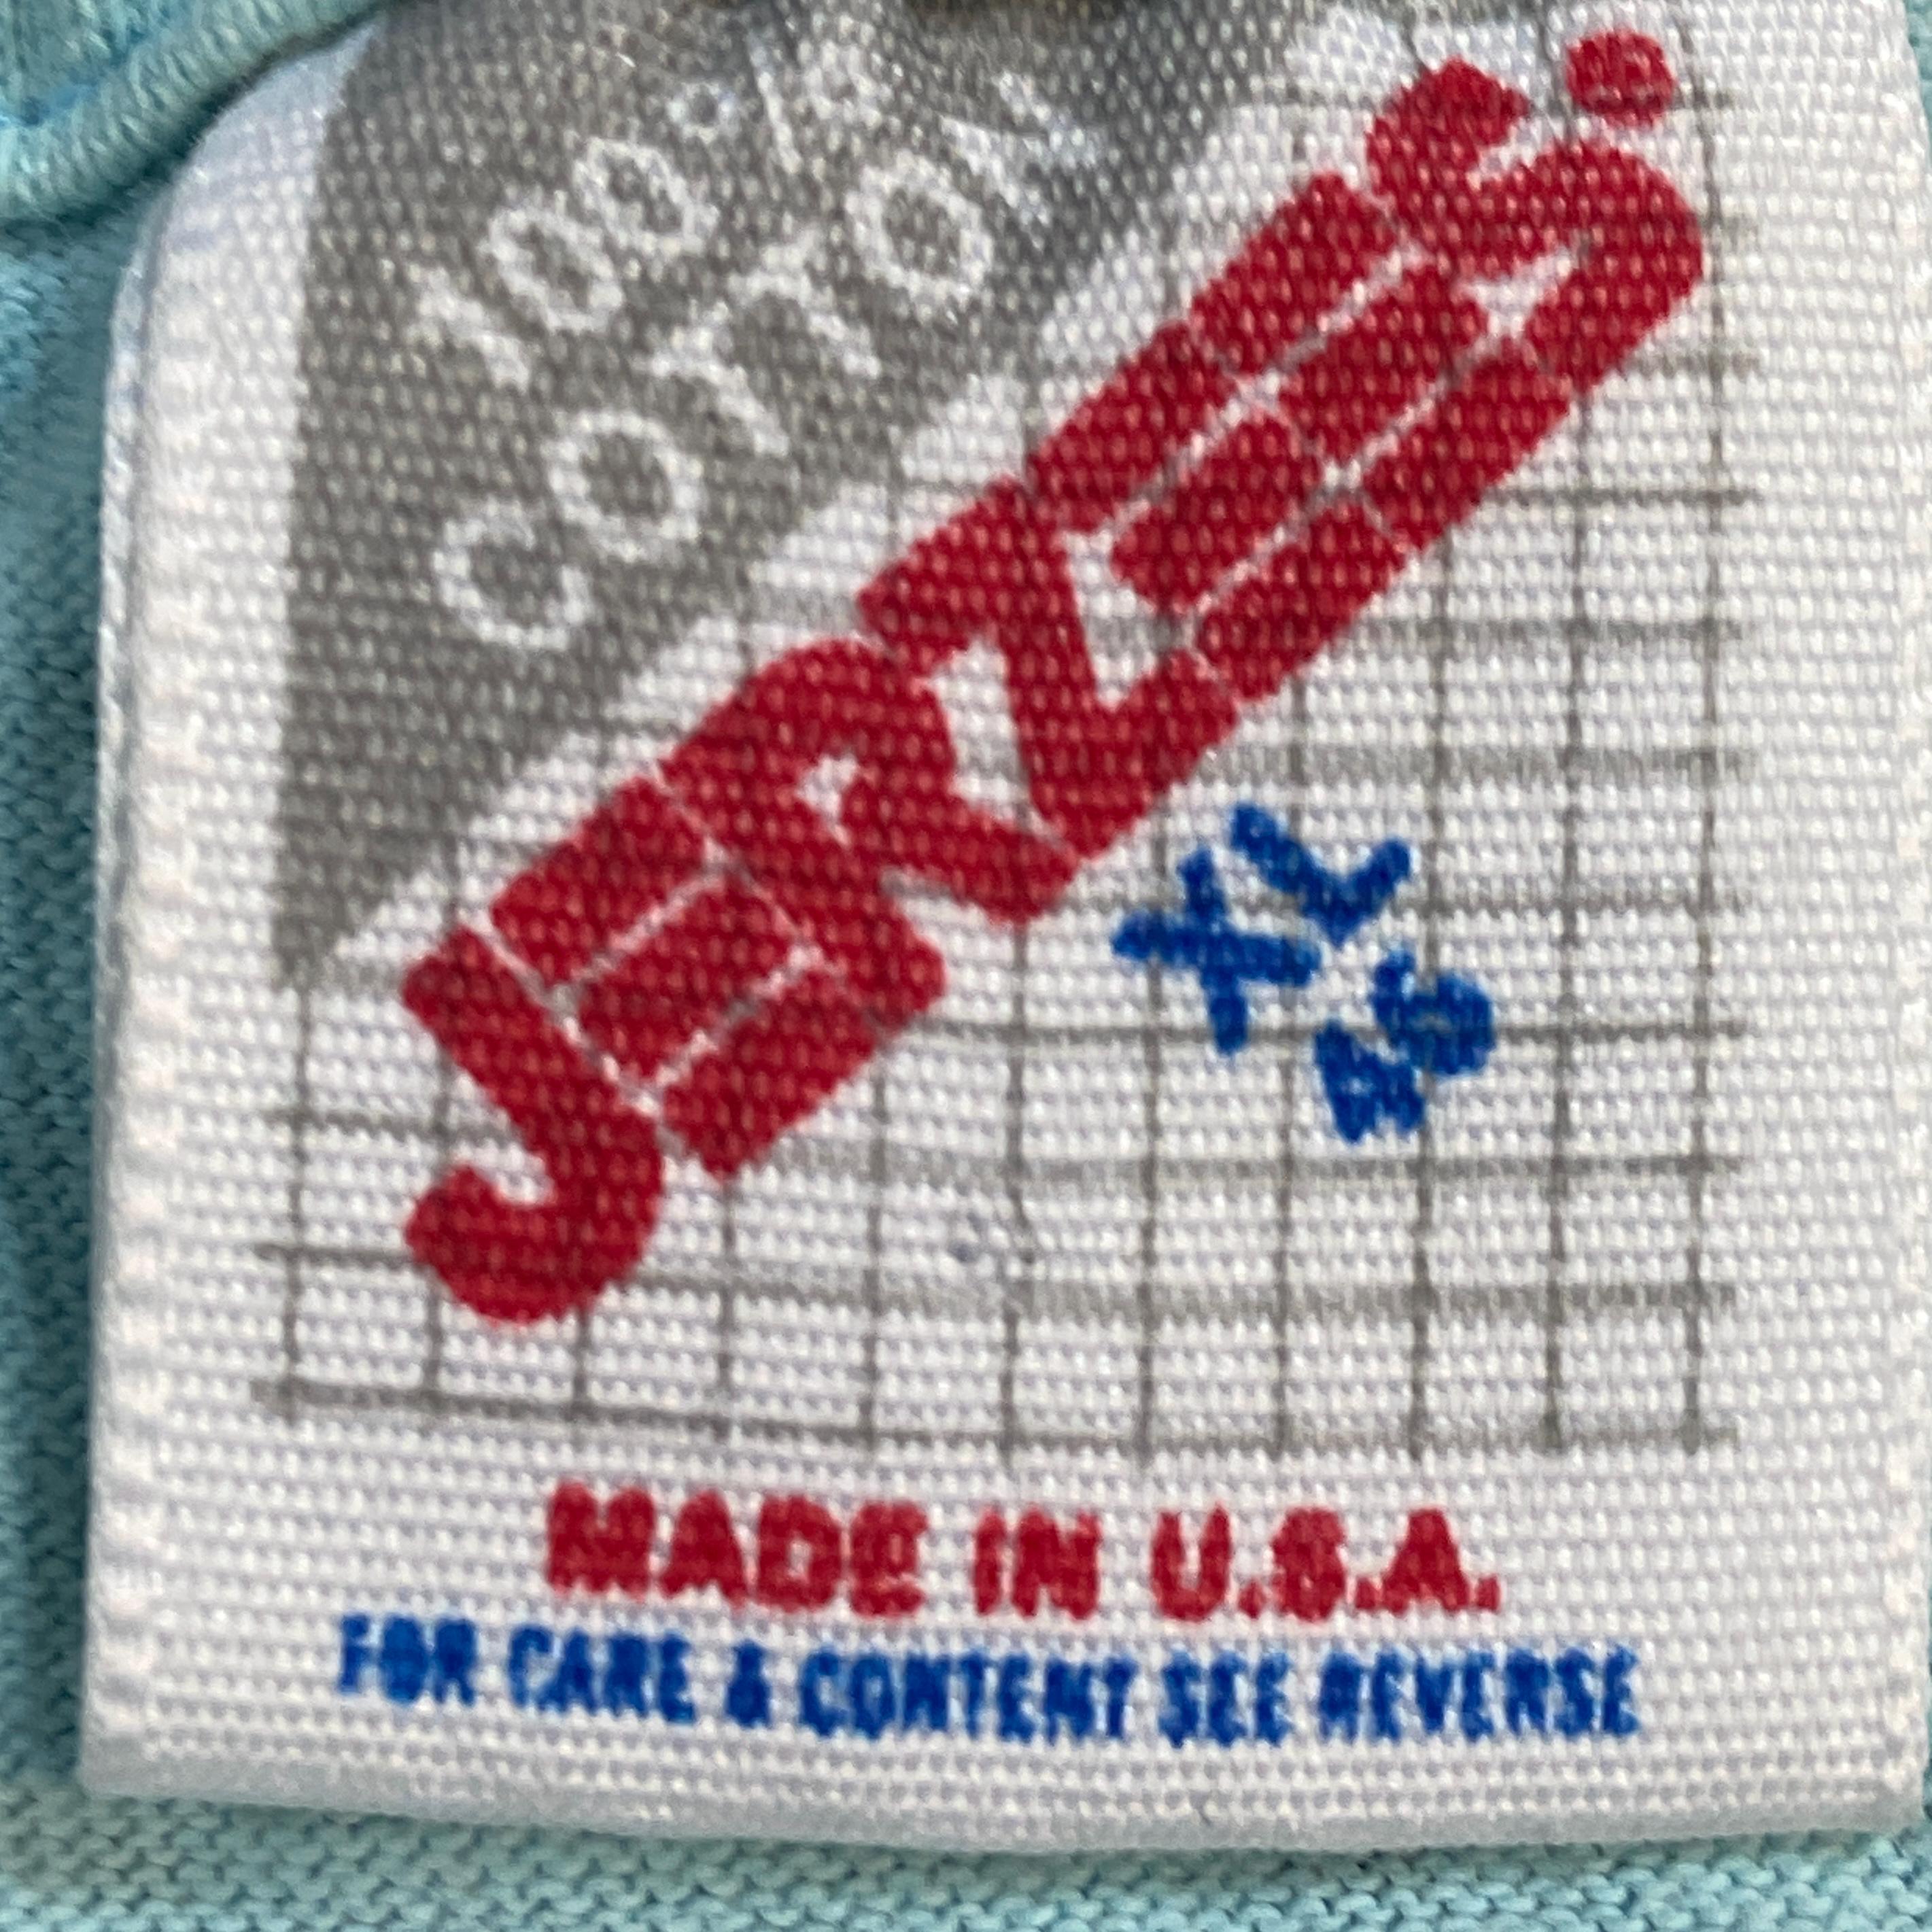 100%
COTTON
JERZEES.
XL
46
MADE IN U.S.A.
FOR CARE & CONTENT SEE REVERSE